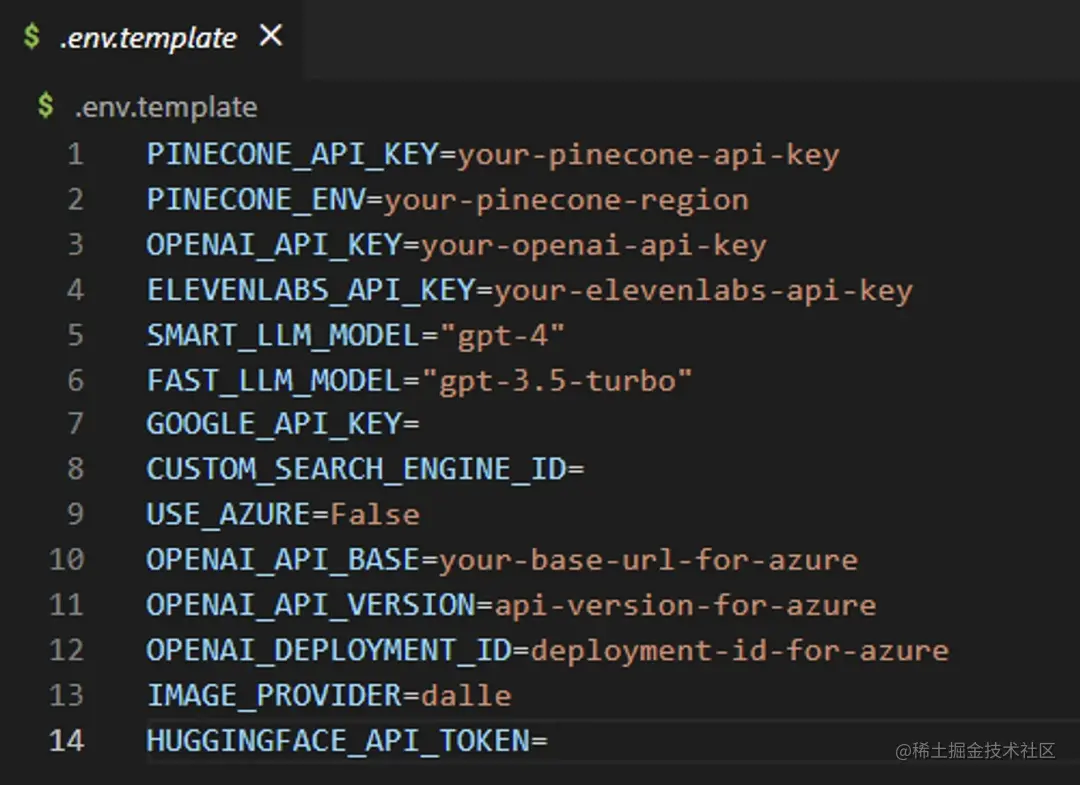 $ .env.template ×
$ .env.template
1 PINECONE_API_KEY=your-pinecone-api-key
2 PINECONE_ENV=your-pinecone-region
3 OPENAI_API_KEY=your-openai-api-key
4 ELEVENLABS_API_KEY=your-elevenlabs-api-key
5 SMART_LLM_MODEL="gpt-4"
6 FAST_LLM_MODEL="gpt-3.5-turbo"
7 GOOGLE_API_KEY=
8 CUSTOM_SEARCH_ENGINE_ID=
9 USE_AZURE=False
10 OPENAI_API_BASE=your-base-url-for-azure
11 OPENAI_API_VERSION=api-version-for-azure
12 OPENAI_DEPLOYMENT_ID=deployment-id-for-azure
13 IMAGE_PROVIDER=dalle
14 HUGGINGFACE_API_TOKEN=
@稀土掘金技术社区